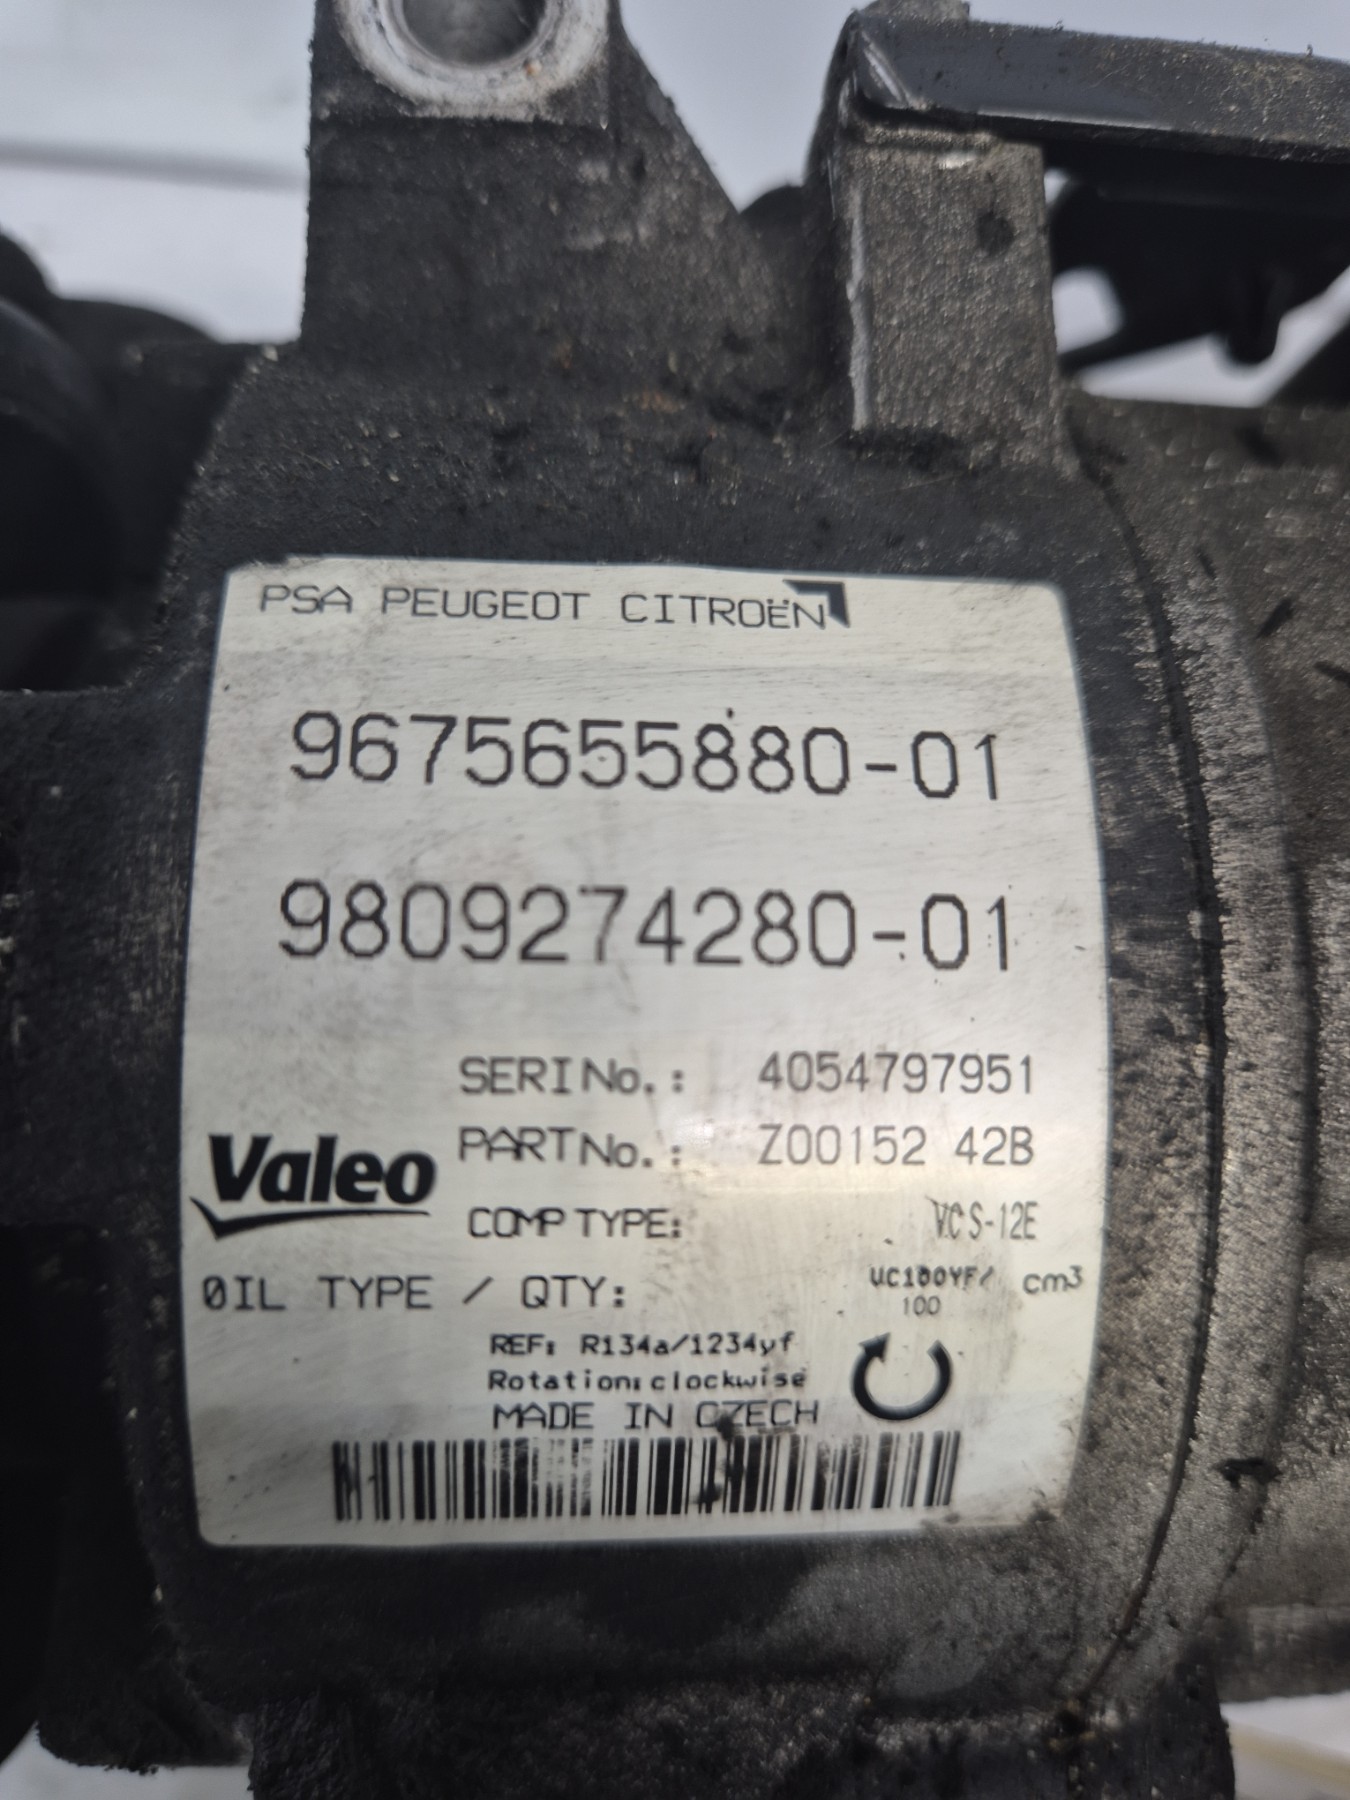 PSA PEUGEOT CITROËN
9675655880-01
9809274280-01
SERINo.: 4054797951
PARTNo.: Z00152 42B
Valeo
COMP TYPE: VCS-12E
OIL TYPE / QTY: VC100YF/ cm³
100
REF: R134a/1234yf
Rotation:clockwise
MADE IN CZECH